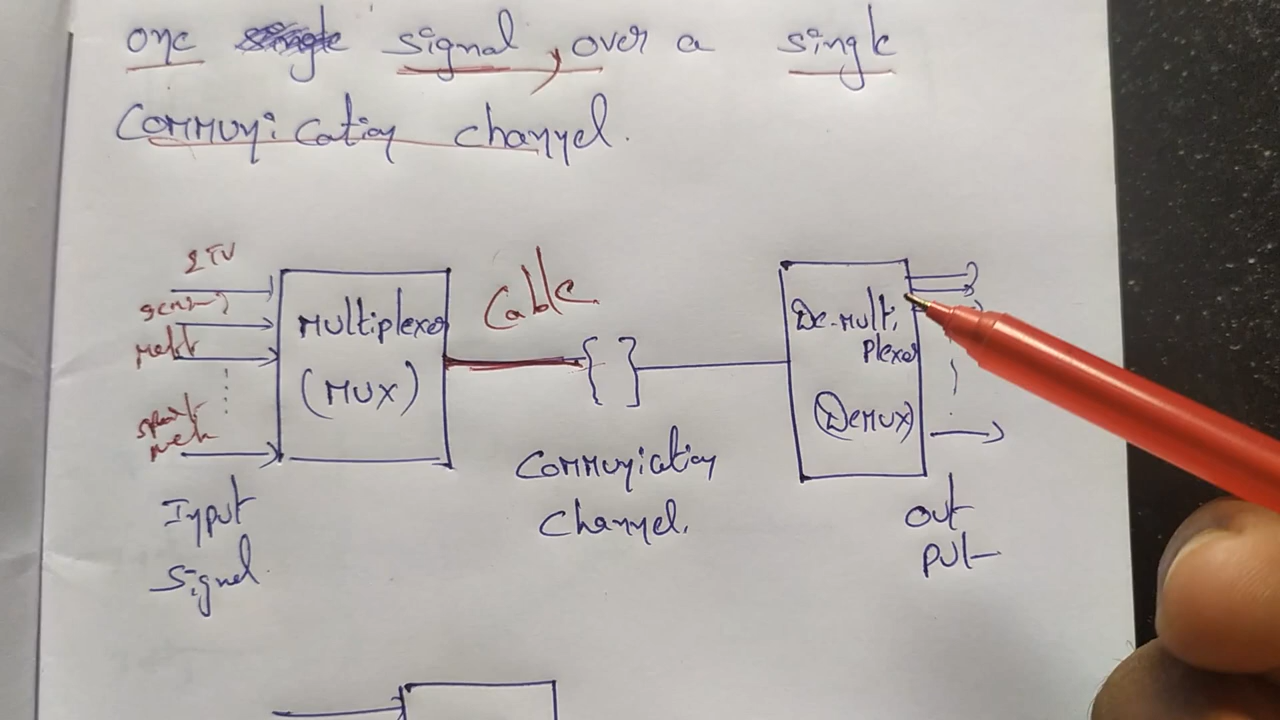 one single signal, over a single
Communication channel.
Multiplexer
(MUX)
Cable
De-multi
plexer
(DEMUX)
Communication
Channel.
Input
Signal
Out
put